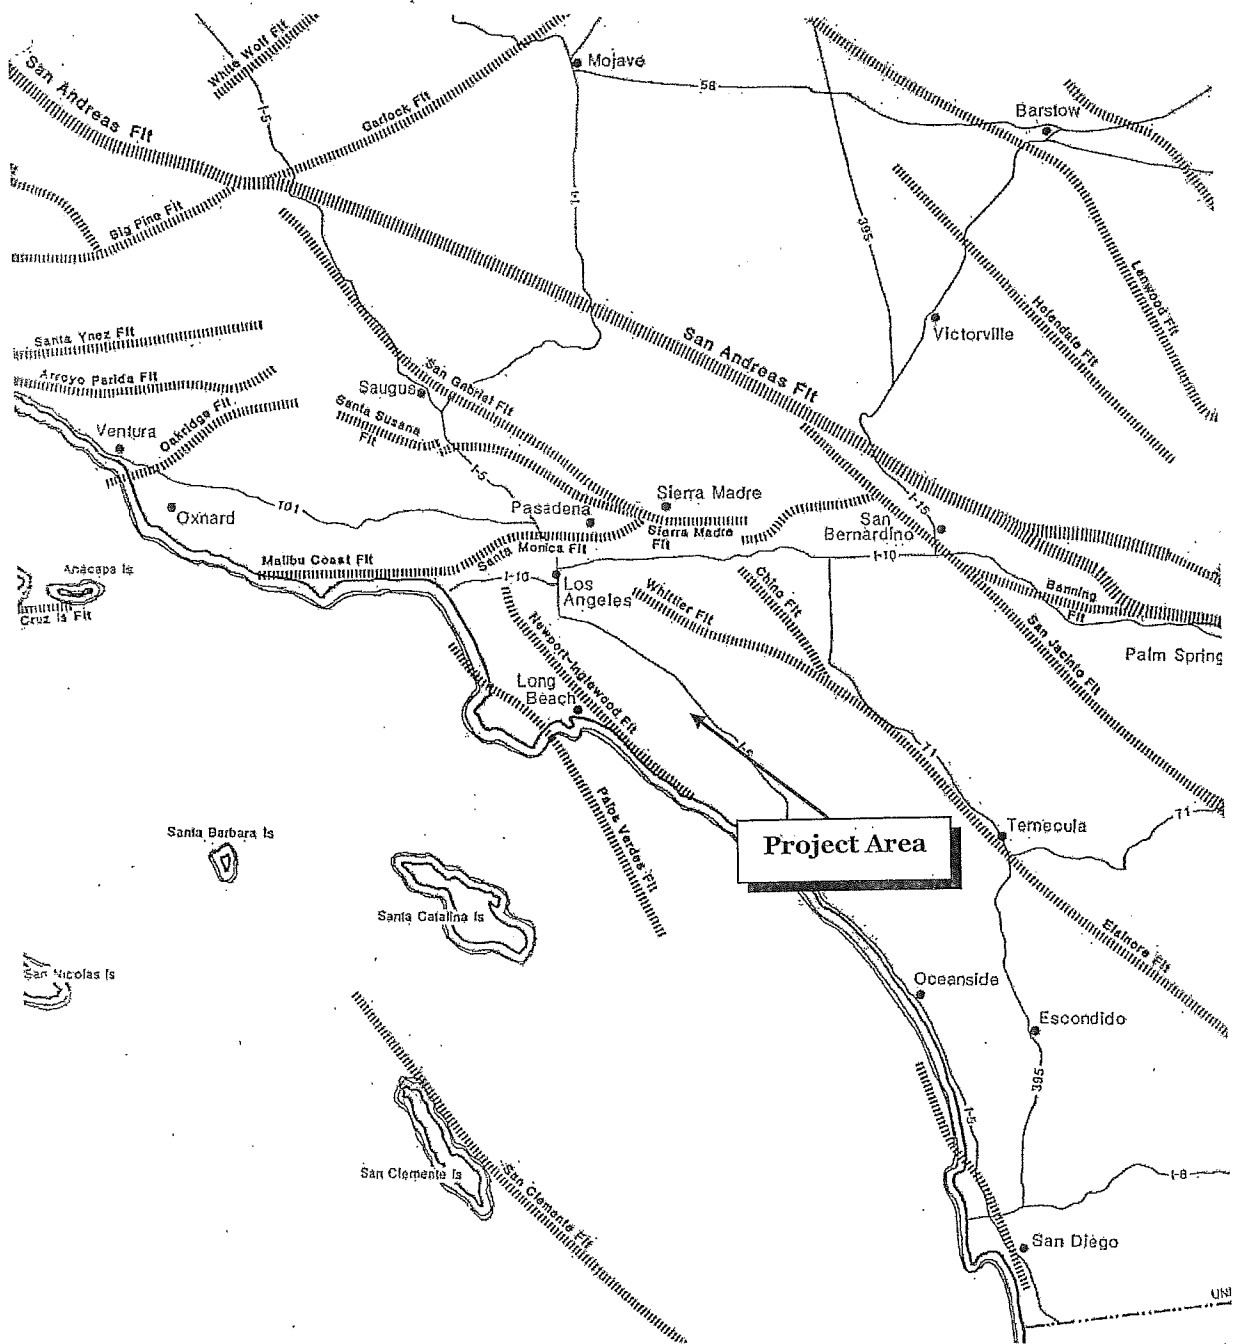 White Wolf Flt
San Andreas Flt
I-5
Garlock Flt
Mojave
58
Barstow
Big Pine Flt
395
Lenwood Flt
Helendale Flt
Victorville
Santa Ynez Flt
Arroyo Parida Flt
San Andreas Flt
San Gabriel Flt
Saugus
Santa Susana
Flt
Oakridge Flt
Ventura
I-5
I-15
Oxnard
101
Pasadena
Sierra Madre
Sierra Madre
Flt
San
Bernardino
Santa Monica Flt
Malibu Coast Flt
I-10
I-10
Los
Angeles
Whittier Flt
Chino Flt
Banning
Flt
Anacapa Is
Cruz Is Flt
Newport-Inglewood Flt
San Jacinto Flt
Palm Spring
Long
Beach
I-5
71
Palos Verdes Flt
Project Area
Temecula
71
Santa Barbara Is
Santa Catalina Is
Elsinore Flt
San Nicolas Is
Oceanside
Escondido
395
I-5
San Clemente Is
San Clemente Flt
I-8
San Diego
UNI